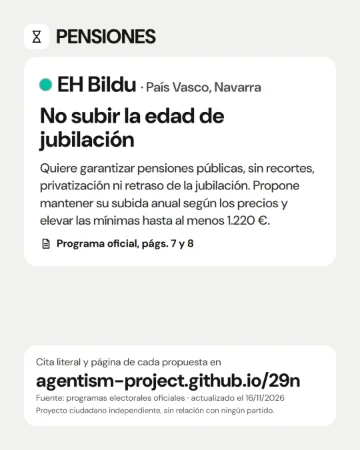 PENSIONES
EH Bildu · País Vasco, Navarra
No subir la edad de
jubilación
Quiere garantizar pensiones públicas, sin recortes,
privatización ni retraso de la jubilación. Propone
mantener su subida anual según los precios y
elevar las mínimas hasta al menos 1.220 €.
Programa oficial, págs. 7 y 8
Cita literal y página de cada propuesta en
agentism-project.github.io/29n
Fuente: programas electorales oficiales · actualizado el 16/11/2026
Proyecto ciudadano independiente, sin relación con ningún partido.